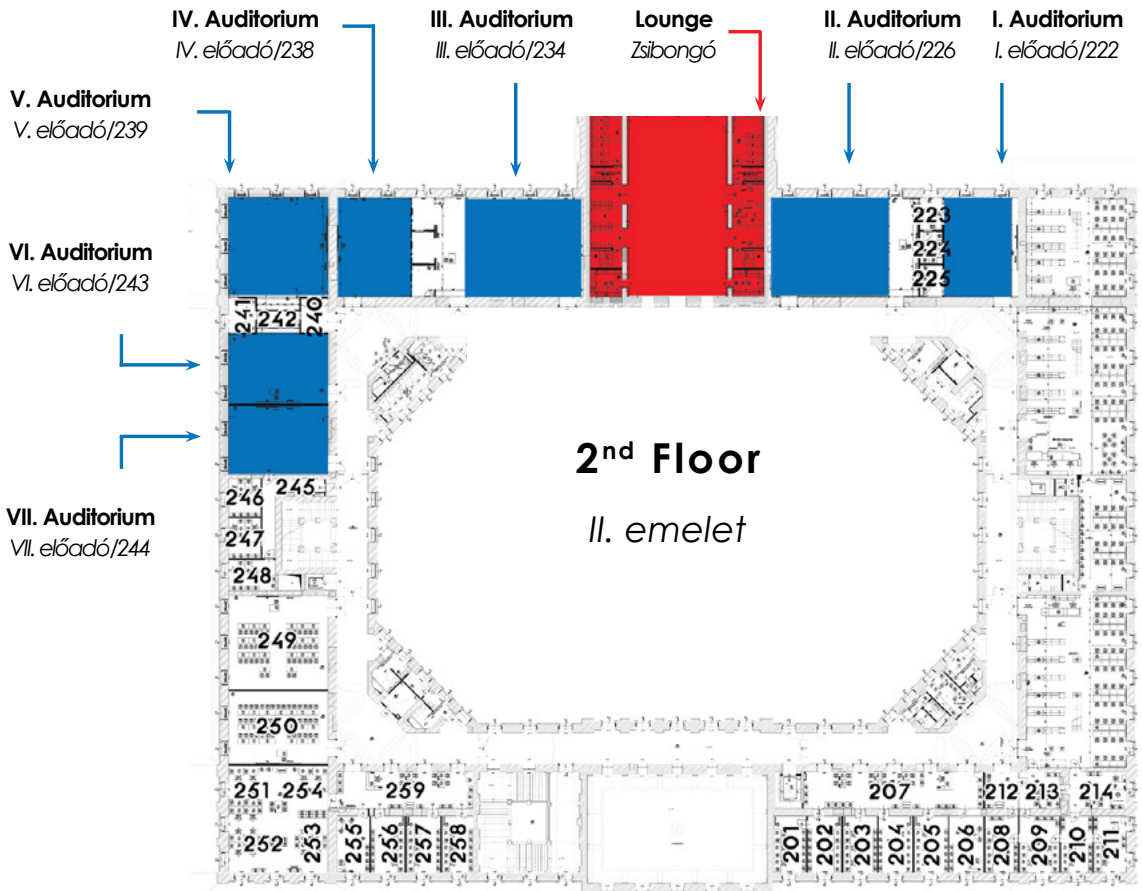 IV. Auditorium
IV. előadó/238
III. Auditorium
III. előadó/234
Lounge
Zsibongó
II. Auditorium
II. előadó/226
I. Auditorium
I. előadó/222
V. Auditorium
V. előadó/239
VI. Auditorium
VI. előadó/243
VII. Auditorium
VII. előadó/244
223
224
225
241
242
240
2nd Floor
II. emelet
245
246
247
248
249
250
251
254
252
253
259
255
256
257
258
207
212
213
214
201
202
203
204
205
206
208
209
210
211